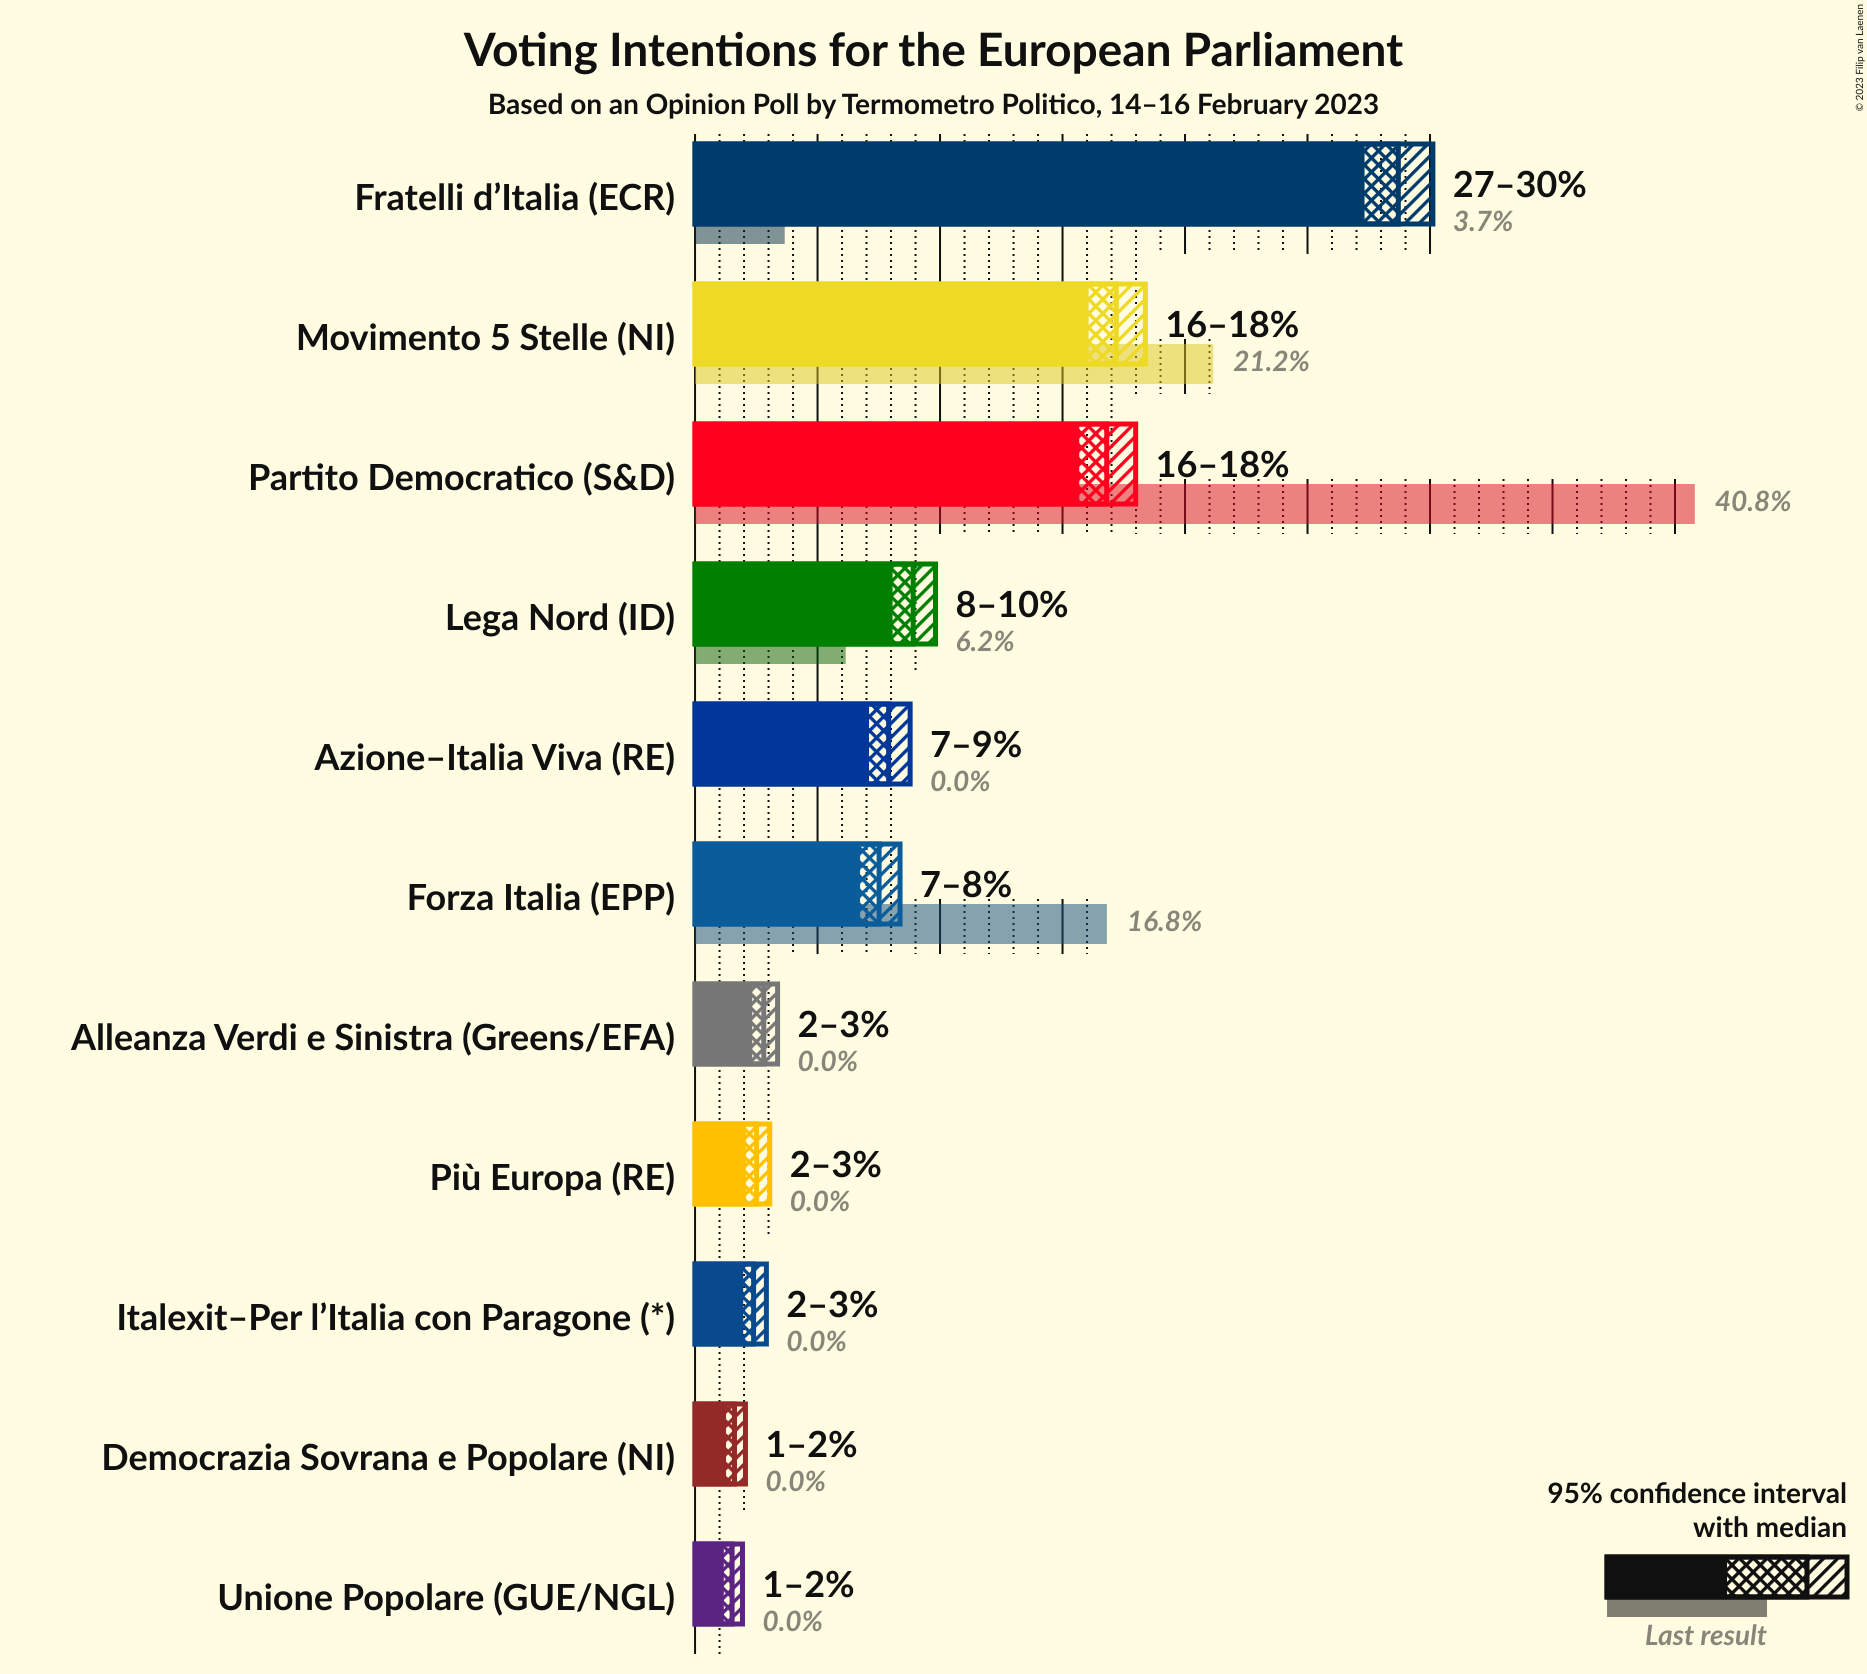 Voting Intentions for the European Parliament
Based on an Opinion Poll by Termometro Politico, 14–16 February 2023
© 2023 Filip van Laenen
Fratelli d’Italia (ECR)
27–30%
3.7%
Movimento 5 Stelle (NI)
16–18%
21.2%
Partito Democratico (S&D)
16–18%
40.8%
Lega Nord (ID)
8–10%
6.2%
Azione–Italia Viva (RE)
7–9%
0.0%
Forza Italia (EPP)
7–8%
16.8%
Alleanza Verdi e Sinistra (Greens/EFA)
2–3%
0.0%
Più Europa (RE)
2–3%
0.0%
Italexit–Per l’Italia con Paragone (*)
2–3%
0.0%
Democrazia Sovrana e Popolare (NI)
1–2%
0.0%
Unione Popolare (GUE/NGL)
1–2%
0.0%
95% confidence interval
with median
Last result